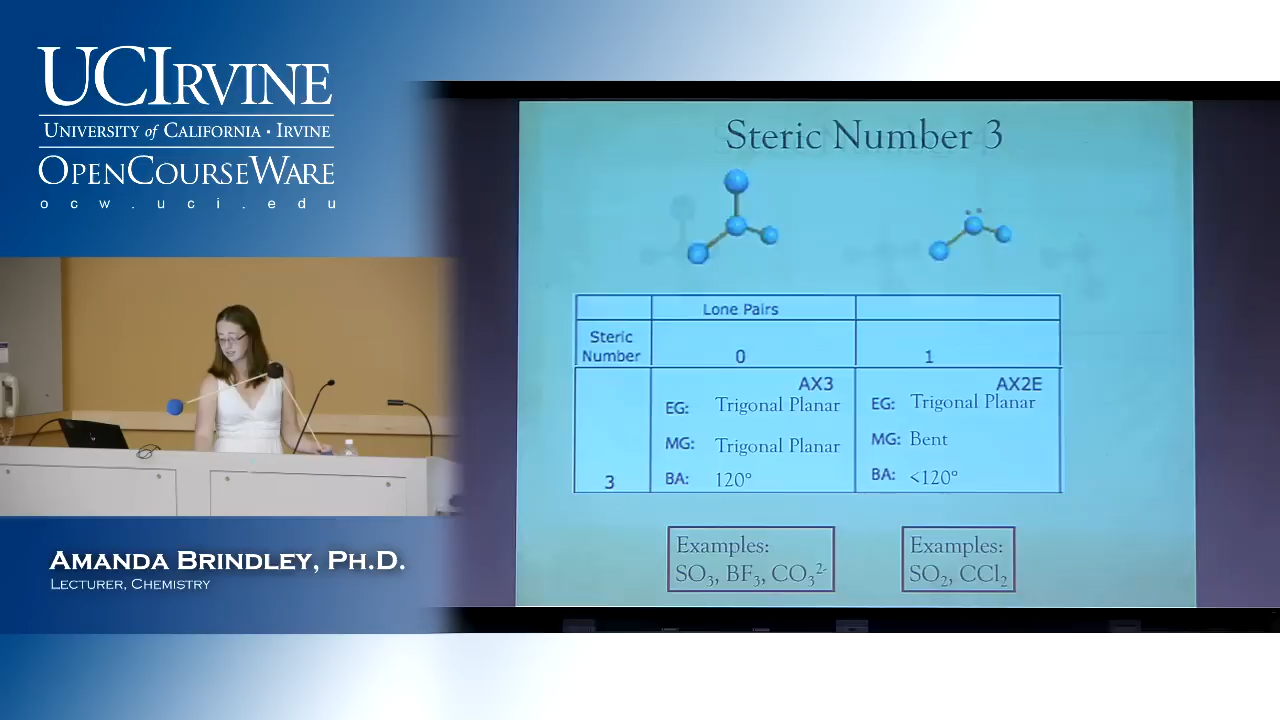 UCIRVINE
UNIVERSITY of CALIFORNIA · IRVINE
OPENCOURSEWARE
ocw.uci.edu
AMANDA BRINDLEY, PH.D.
LECTURER, CHEMISTRY
Steric Number 3
Lone Pairs
Steric Number 0 1
AX3 AX2E
EG: Trigonal Planar EG: Trigonal Planar
MG: Trigonal Planar MG: Bent
3 BA: 120° BA: <120°
Examples: Examples:
SO₃, BF₃, CO₃²⁻ SO₂, CCl₂